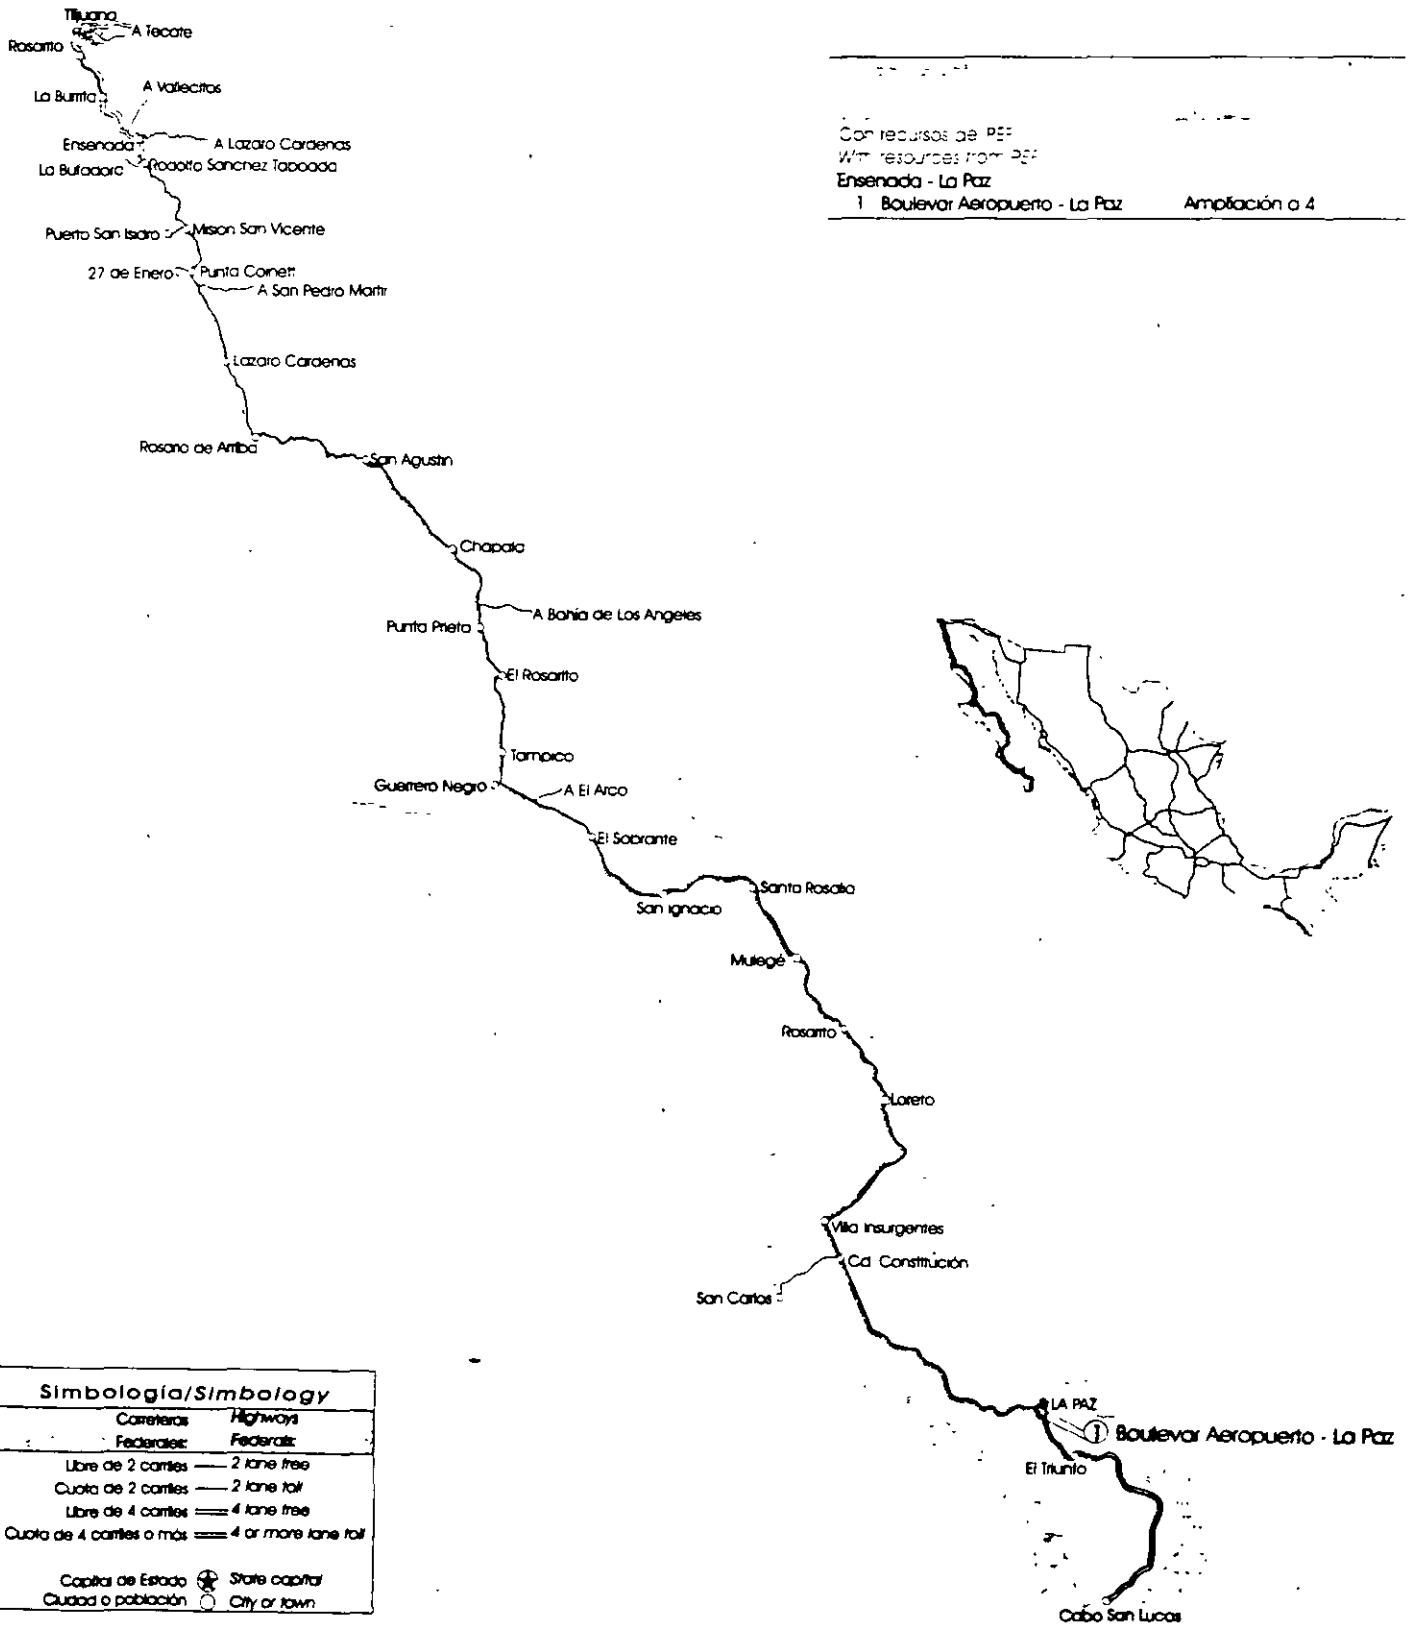 Tijuana
A Tecate
Rosarito
A Vallecitos
La Burrita
Ensenada
A Lazaro Cardenas
La Bufadora
Rodolfo Sanchez Taboada
Puerto San Isidro
Mision San Vicente
27 de Enero
Punta Colnett
A San Pedro Martir
Lazaro Cardenas
Rosario de Arriba
San Agustin
Chapala
A Bahía de Los Angeles
Punta Prieta
El Rosarito
Tampico
Guerrero Negro
A El Arco
El Sobrante
Santa Rosalia
San Ignacio
Mulegé
Rosarito
Loreto
Villa Insurgentes
Cd Constitución
San Carlos
LA PAZ
1 Boulevar Aeropuerto - La Paz
El Triunfo
Cabo San Lucas
Con recursos de PEF
With resources from PEF
Ensenada - La Paz
1 Boulevar Aeropuerto - La Paz Ampliación a 4
Simbología/Simbology
Carreteras Highways
Federales: Federals:
Libre de 2 carriles 2 lane free
Cuota de 2 carriles 2 lane toll
Libre de 4 carriles 4 lane free
Cuota de 4 carriles o más 4 or more lane toll
Capital de Estado State capital
Ciudad o población City or town